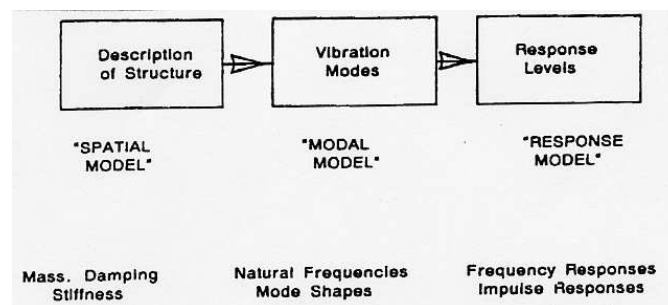 Description
of Structure
Vibration
Modes
Response
Levels
"SPATIAL
MODEL"
"MODAL
MODEL"
"RESPONSE
MODEL"
Mass. Damping
Stiffness
Natural Frequencies
Mode Shapes
Frequency Responses
Impulse Responses